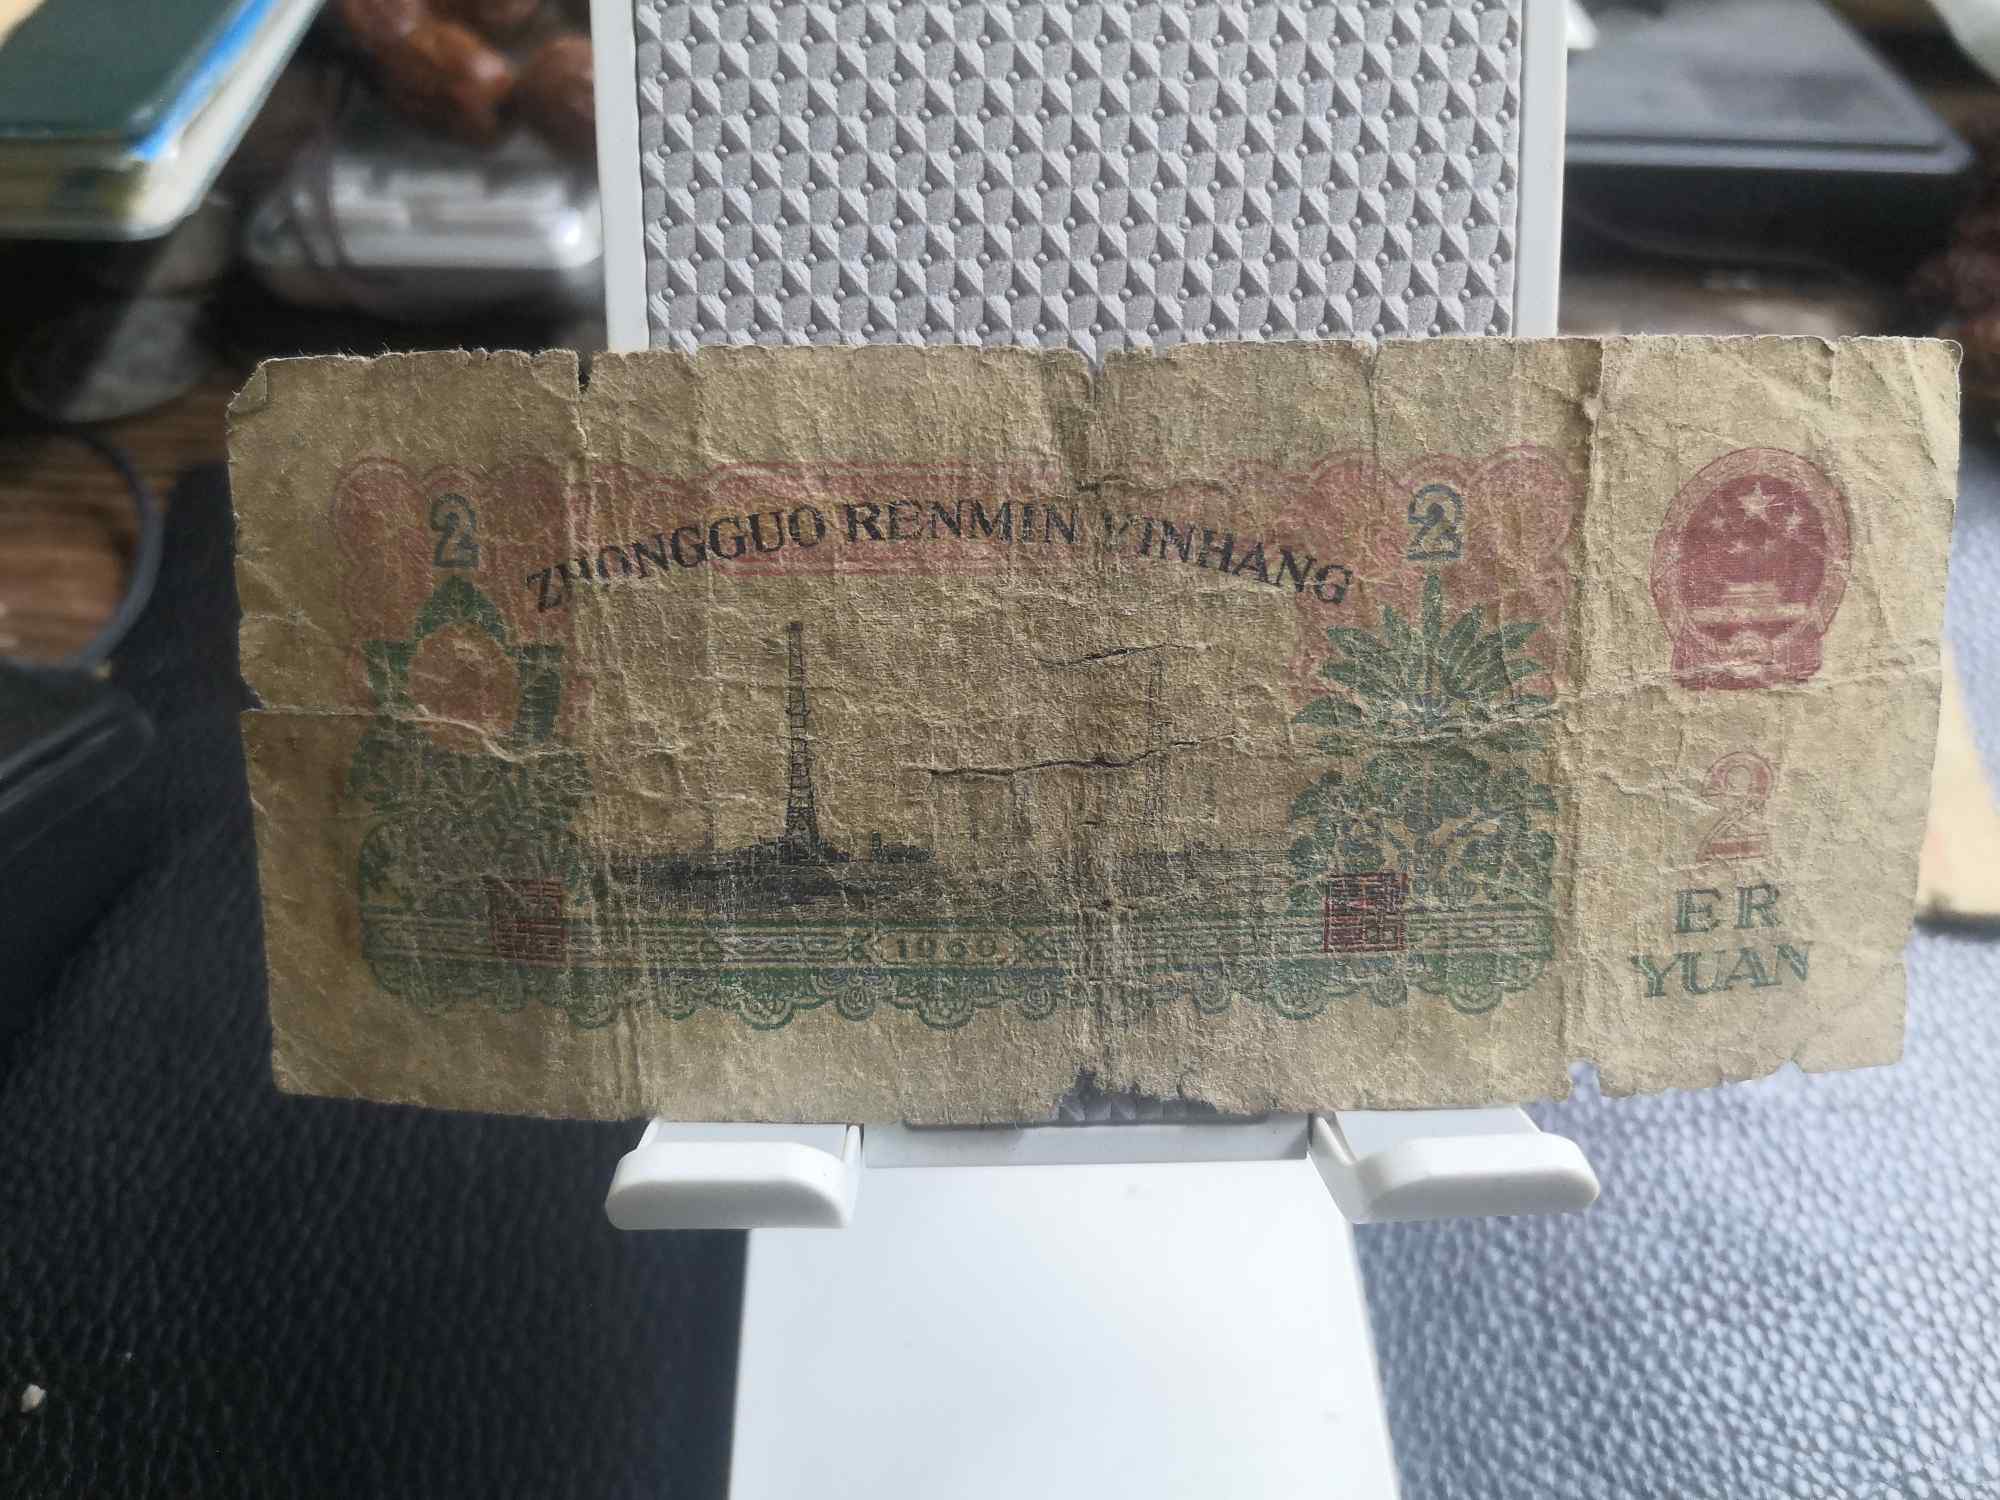 2
2
ZHONGGUO RENMIN YINHANG
2
ER
YUAN
1960